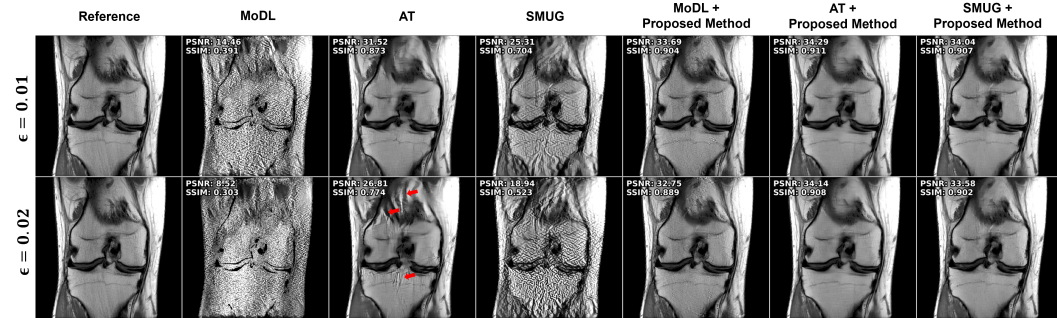 Reference
MoDL
AT
SMUG
MoDL +
Proposed Method
AT +
Proposed Method
SMUG +
Proposed Method
ϵ = 0.01
PSNR: 14.46
SSIM: 0.391
PSNR: 31.52
SSIM: 0.873
PSNR: 25.31
SSIM: 0.704
PSNR: 33.69
SSIM: 0.904
PSNR: 34.29
SSIM: 0.911
PSNR: 34.04
SSIM: 0.907
ϵ = 0.02
PSNR: 8.52
SSIM: 0.303
PSNR: 26.81
SSIM: 0.774
PSNR: 18.94
SSIM: 0.523
PSNR: 32.75
SSIM: 0.889
PSNR: 34.14
SSIM: 0.908
PSNR: 33.58
SSIM: 0.902